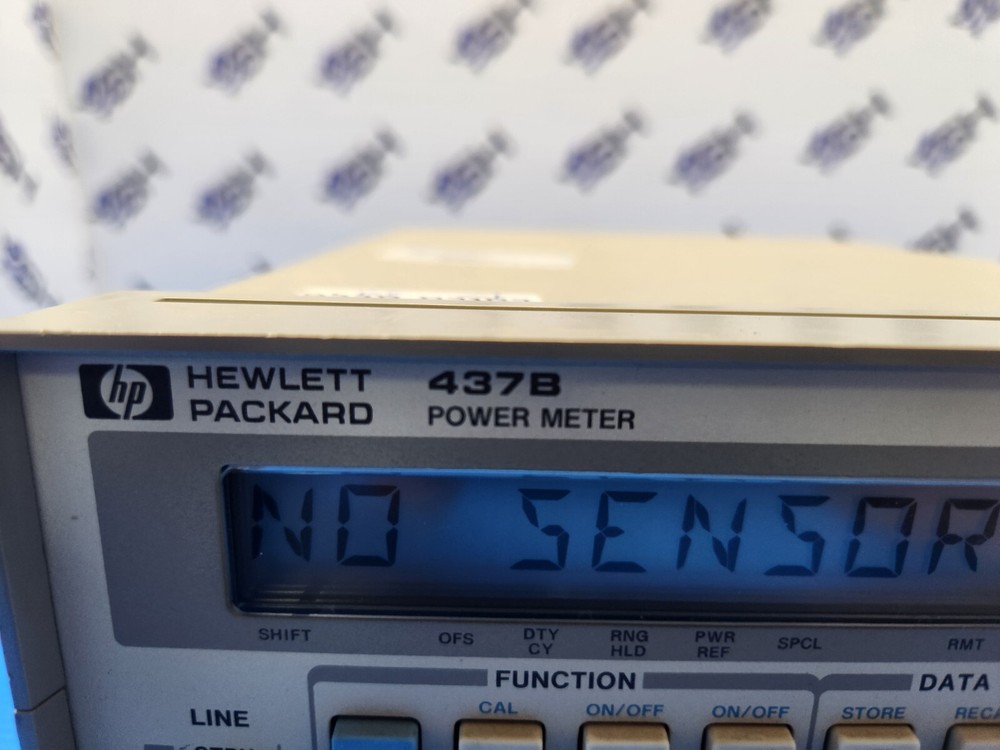 hp HEWLETT PACKARD
437B
POWER METER
NO SENSOR
SHIFT OFS DTY CY RNG HLD PWR REF SPCL RMT
FUNCTION DATA
LINE CAL ON/OFF ON/OFF STORE